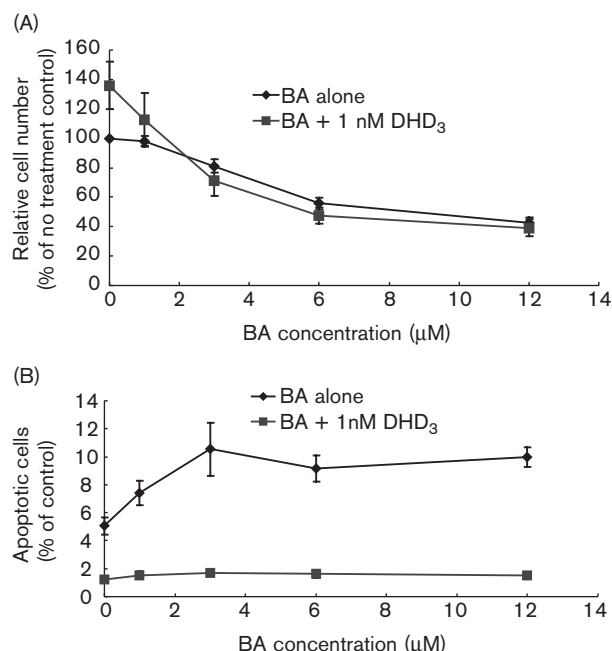 (A)
Relative cell number
(% of no treatment control)
160
140
120
100
80
60
40
20
0
BA alone
BA + 1 nM DHD₃
0 2 4 6 8 10 12 14
BA concentration (μM)
(B)
Apoptotic cells
(% of control)
14
12
10
8
6
4
2
0
BA alone
BA + 1nM DHD₃
0 2 4 6 8 10 12 14
BA concentration (μM)